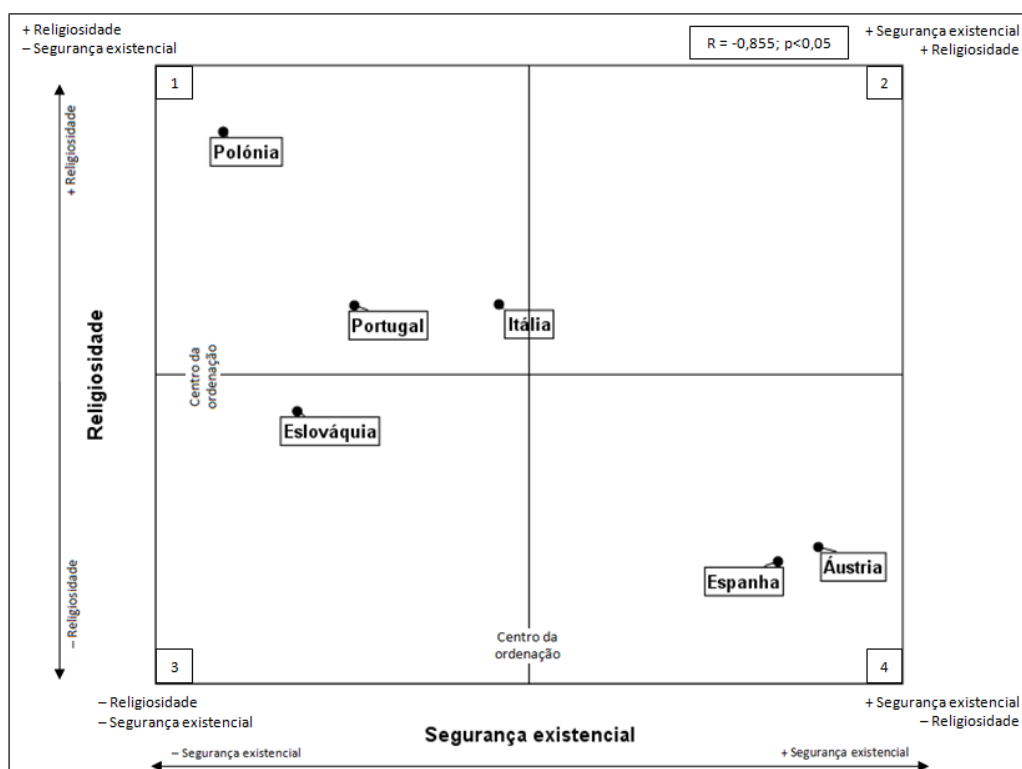 + Religiosidade
– Segurança existencial
R = -0,855; p<0,05
+ Segurança existencial
+ Religiosidade
1
2
+ Religiosidade
Polónia
Portugal
Itália
Religiosidade
Centro da
ordenação
Eslováquia
Espanha
Áustria
– Religiosidade
Centro da
ordenação
3
4
– Religiosidade
– Segurança existencial
+ Segurança existencial
– Religiosidade
Segurança existencial
– Segurança existencial
+ Segurança existencial